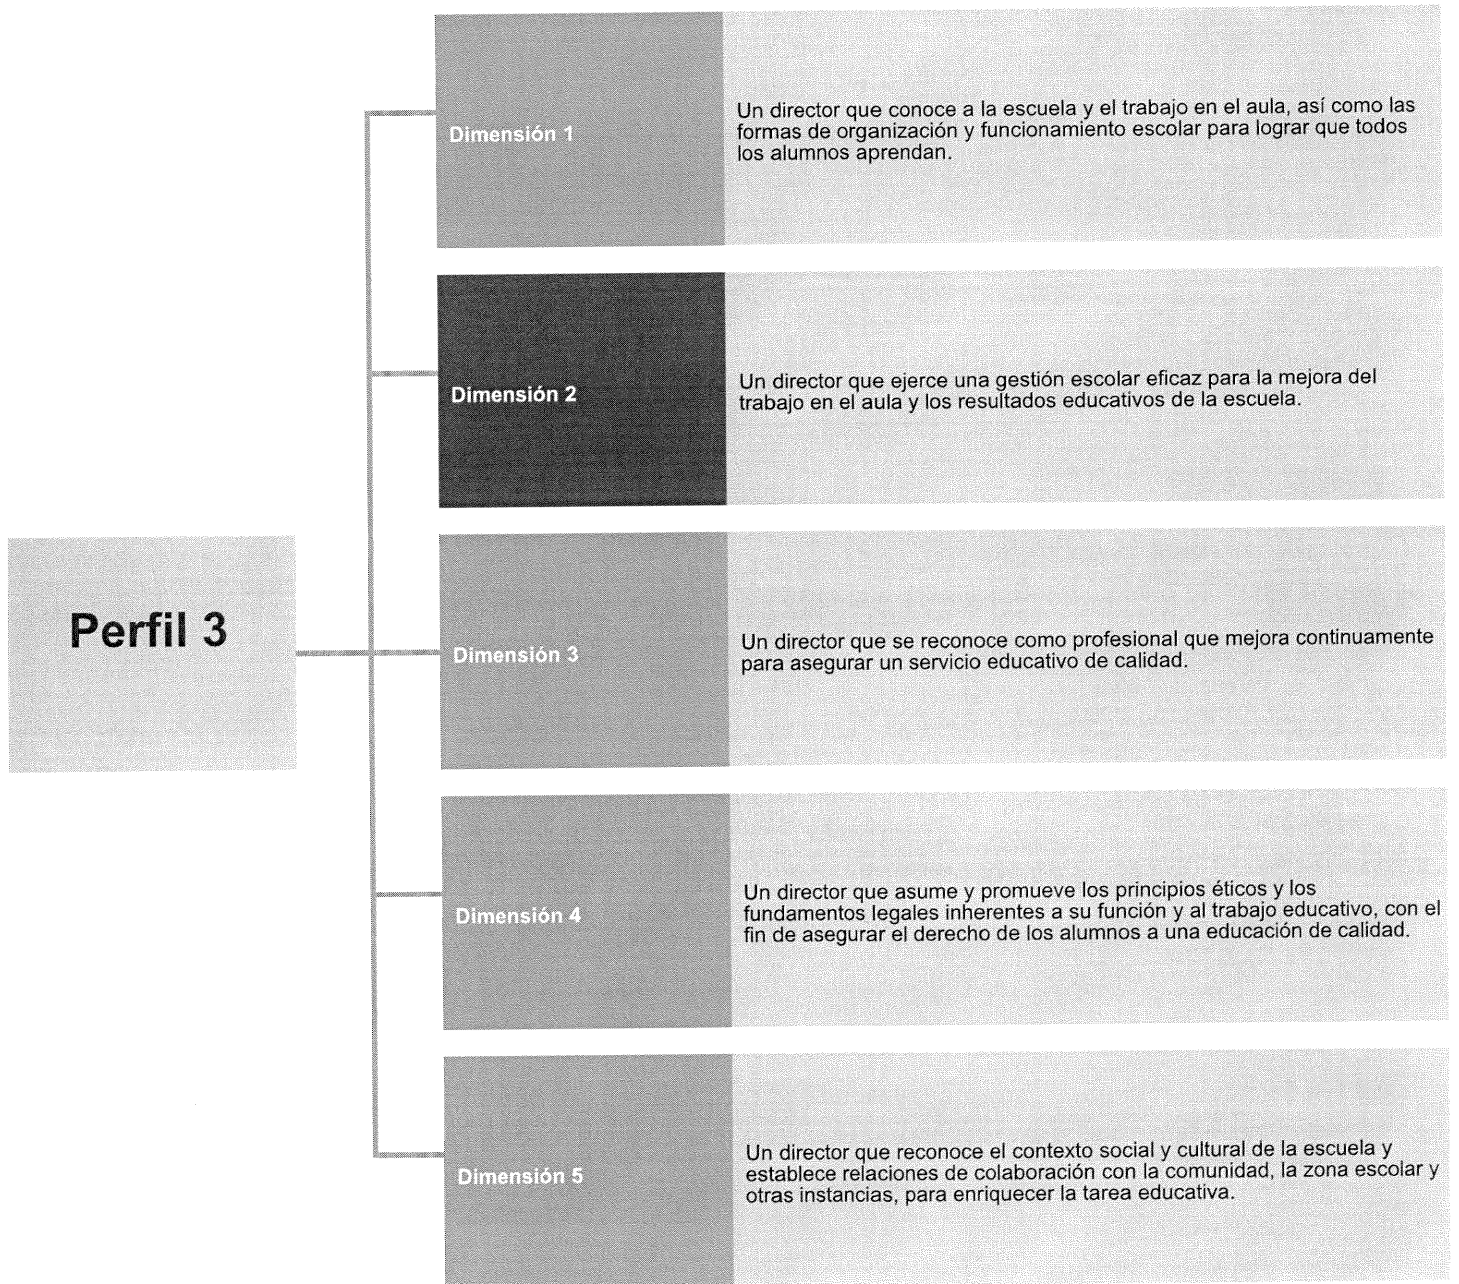 Dimensión 1
Un director que conoce a la escuela y el trabajo en el aula, así como las
formas de organización y funcionamiento escolar para lograr que todos
los alumnos aprendan.
Dimensión 2
Un director que ejerce una gestión escolar eficaz para la mejora del
trabajo en el aula y los resultados educativos de la escuela.
Perfil 3
Dimensión 3
Un director que se reconoce como profesional que mejora continuamente
para asegurar un servicio educativo de calidad.
Dimensión 4
Un director que asume y promueve los principios éticos y los
fundamentos legales inherentes a su función y al trabajo educativo, con el
fin de asegurar el derecho de los alumnos a una educación de calidad.
Dimensión 5
Un director que reconoce el contexto social y cultural de la escuela y
establece relaciones de colaboración con la comunidad, la zona escolar y
otras instancias, para enriquecer la tarea educativa.